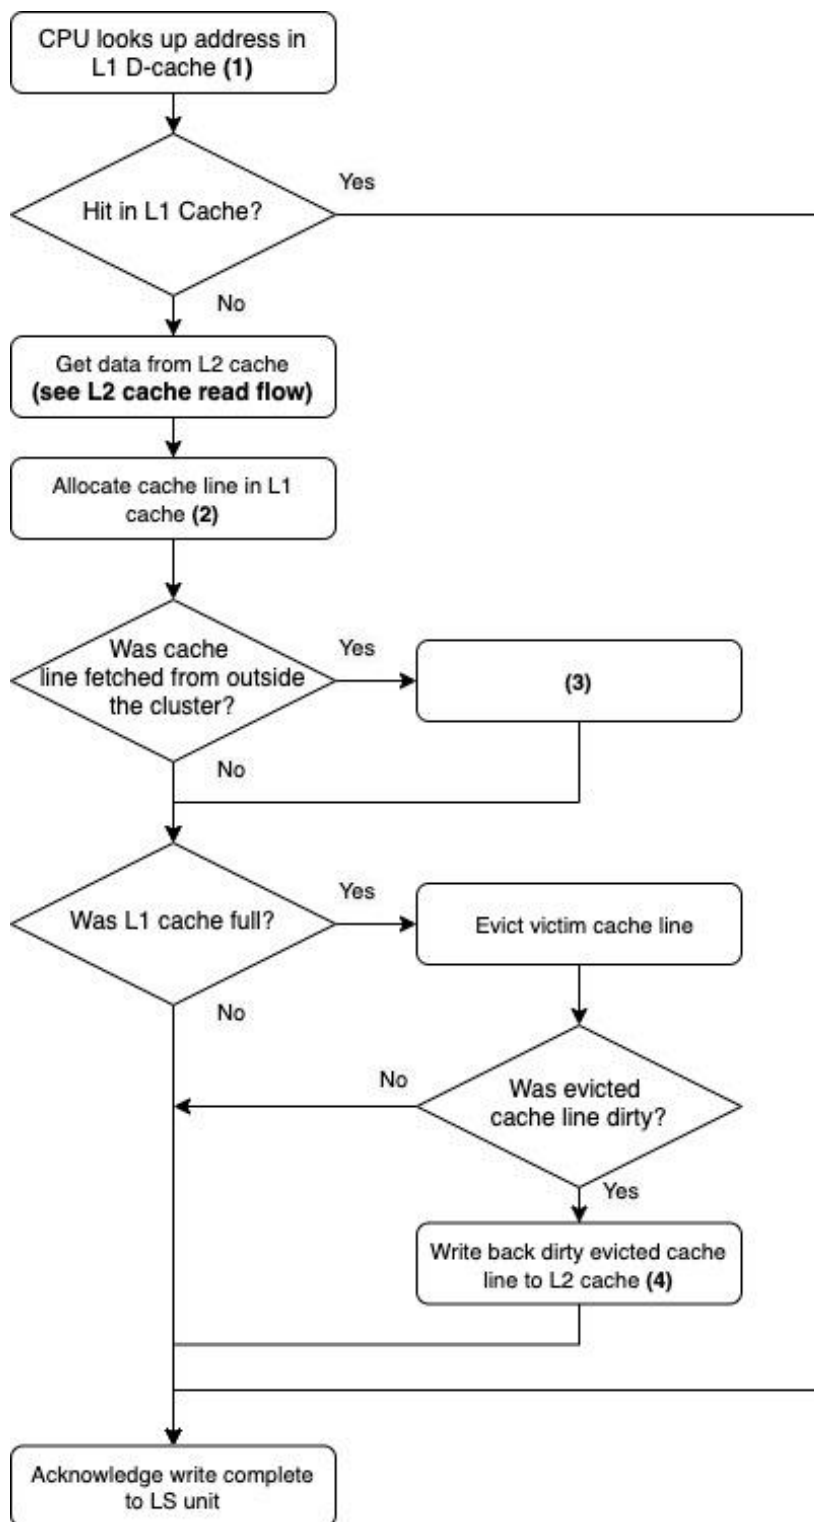 CPU looks up address in
L1 D-cache (1)
Yes
Hit in L1 Cache?
No
Get data from L2 cache
(see L2 cache read flow)
Allocate cache line in L1
cache (2)
Was cache
line fetched from outside
the cluster?
Yes
(3)
No
Was L1 cache full?
Yes
Evict victim cache line
No
No
Was evicted
cache line dirty?
Yes
Write back dirty evicted cache
line to L2 cache (4)
Acknowledge write complete
to LS unit